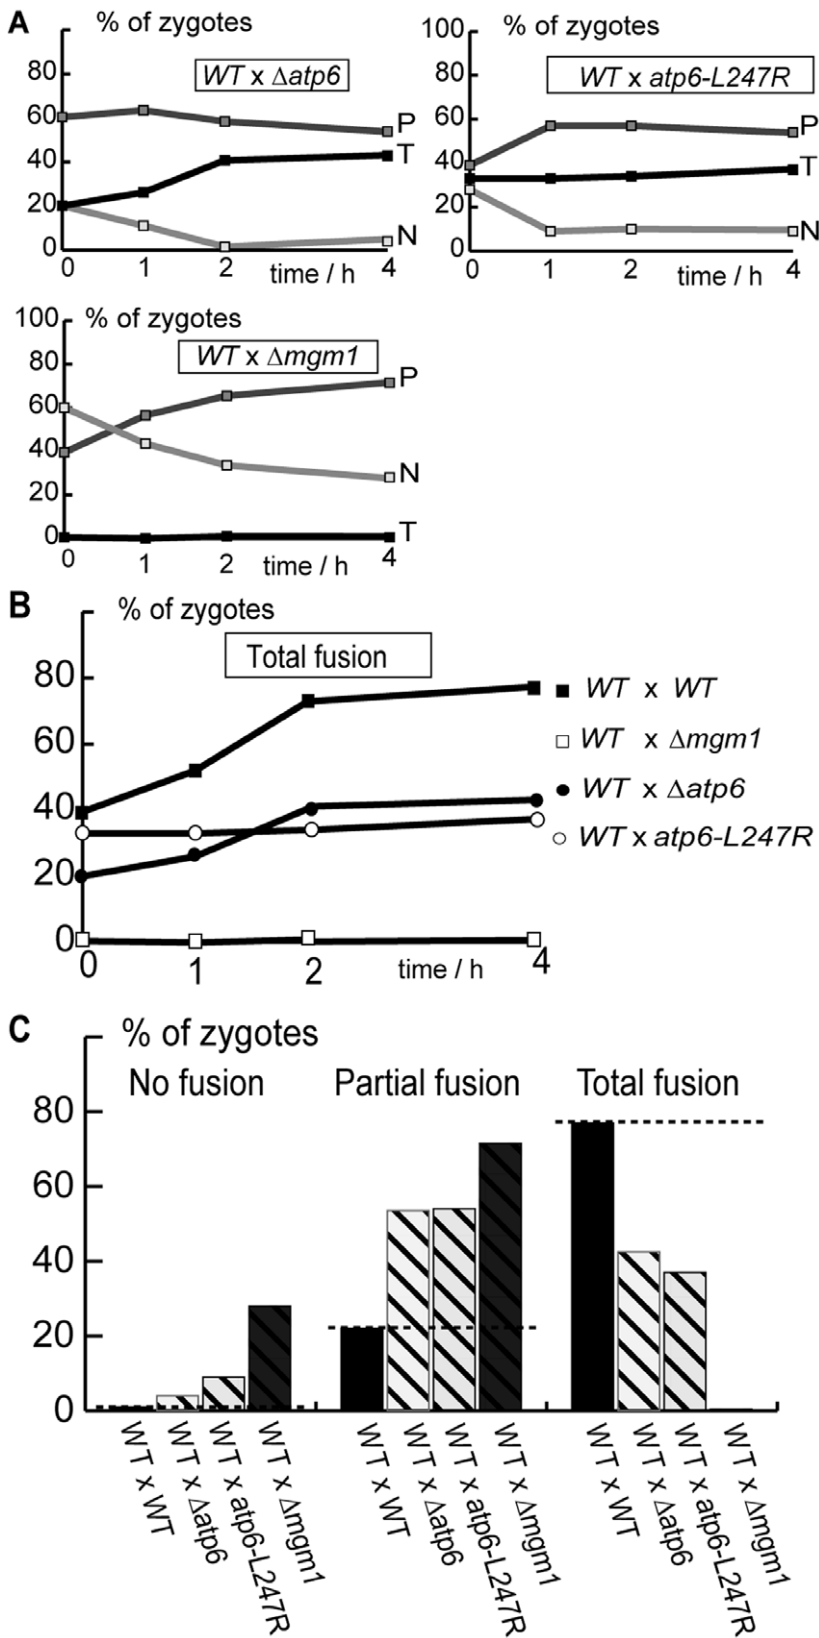 A
% of zygotes
WT x Δatp6
80
60
40
20
0
P
T
N
0 1 2 time / h 4
100 % of zygotes
WT x atp6-L247R
80
60
40
20
0
P
T
N
0 1 2 time / h 4
100 % of zygotes
WT x Δmgm1
80
60
40
20
0
P
N
T
0 1 2 time / h 4
B
% of zygotes
Total fusion
80
60
40
20
0
0 1 2 time / h 4
WT x WT
WT x Δmgm1
WT x Δatp6
WT x atp6-L247R
C
% of zygotes
No fusion Partial fusion Total fusion
80
60
40
20
0
WT x WT
WT x Δatp6
WT x atp6-L247R
WT x Δmgm1
WT x WT
WT x Δatp6
WT x atp6-L247R
WT x Δmgm1
WT x WT
WT x Δatp6
WT x atp6-L247R
WT x Δmgm1